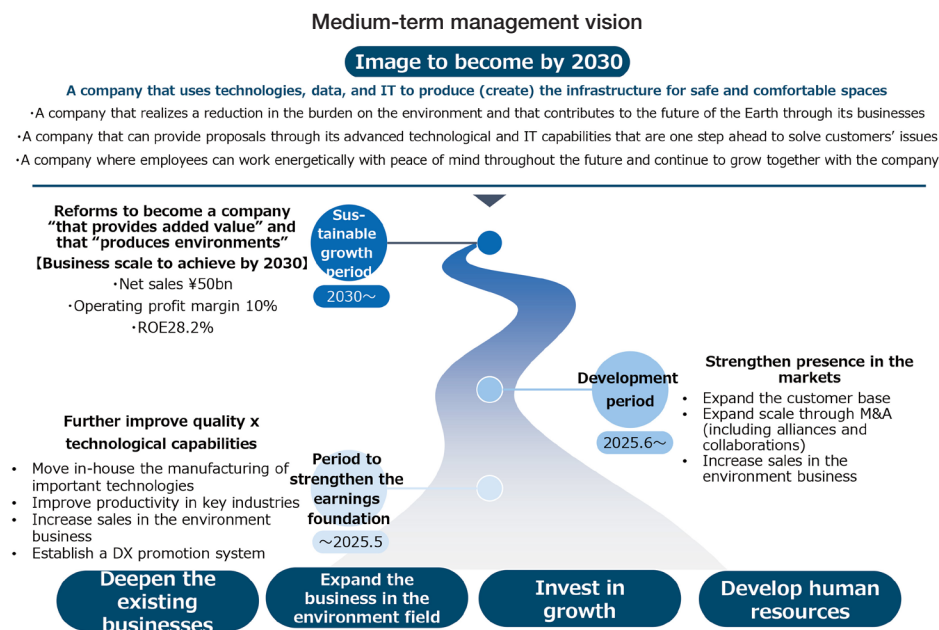 Medium-term management vision
Image to become by 2030
A company that uses technologies, data, and IT to produce (create) the infrastructure for safe and comfortable spaces
・A company that realizes a reduction in the burden on the environment and that contributes to the future of the Earth through its businesses
・A company that can provide proposals through its advanced technological and IT capabilities that are one step ahead to solve customers’ issues
・A company where employees can work energetically with peace of mind throughout the future and continue to grow together with the company
Reforms to become a company
“that provides added value” and
that “produces environments”
【Business scale to achieve by 2030】
・Net sales ¥50bn
・Operating profit margin 10%
・ROE28.2%
Sus-
tainable
growth
period
2030～
Development
period
2025.6～
Strengthen presence in the
markets
• Expand the customer base
• Expand scale through M&A
(including alliances and
collaborations)
• Increase sales in the
environment business
Further improve quality x
technological capabilities
• Move in-house the manufacturing of
important technologies
• Improve productivity in key industries
• Increase sales in the environment
business
• Establish a DX promotion system
Period to
strengthen the
earnings
foundation
～2025.5
Deepen the
existing
businesses
Expand the
business in the
environment field
Invest in
growth
Develop human
resources